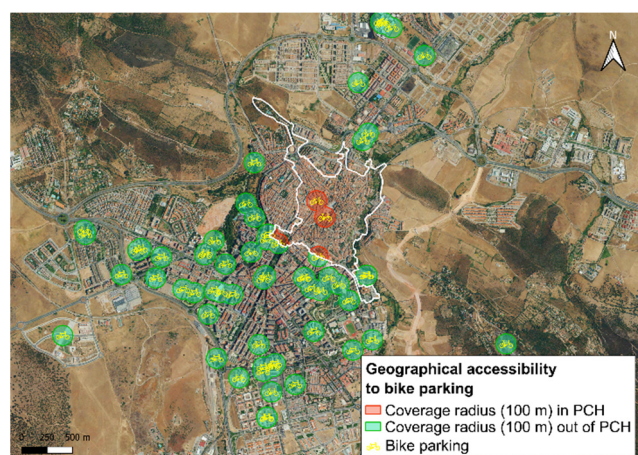 N
Geographical accessibility
to bike parking
Coverage radius (100 m) in PCH
Coverage radius (100 m) out of PCH
Bike parking
0 250 500 m